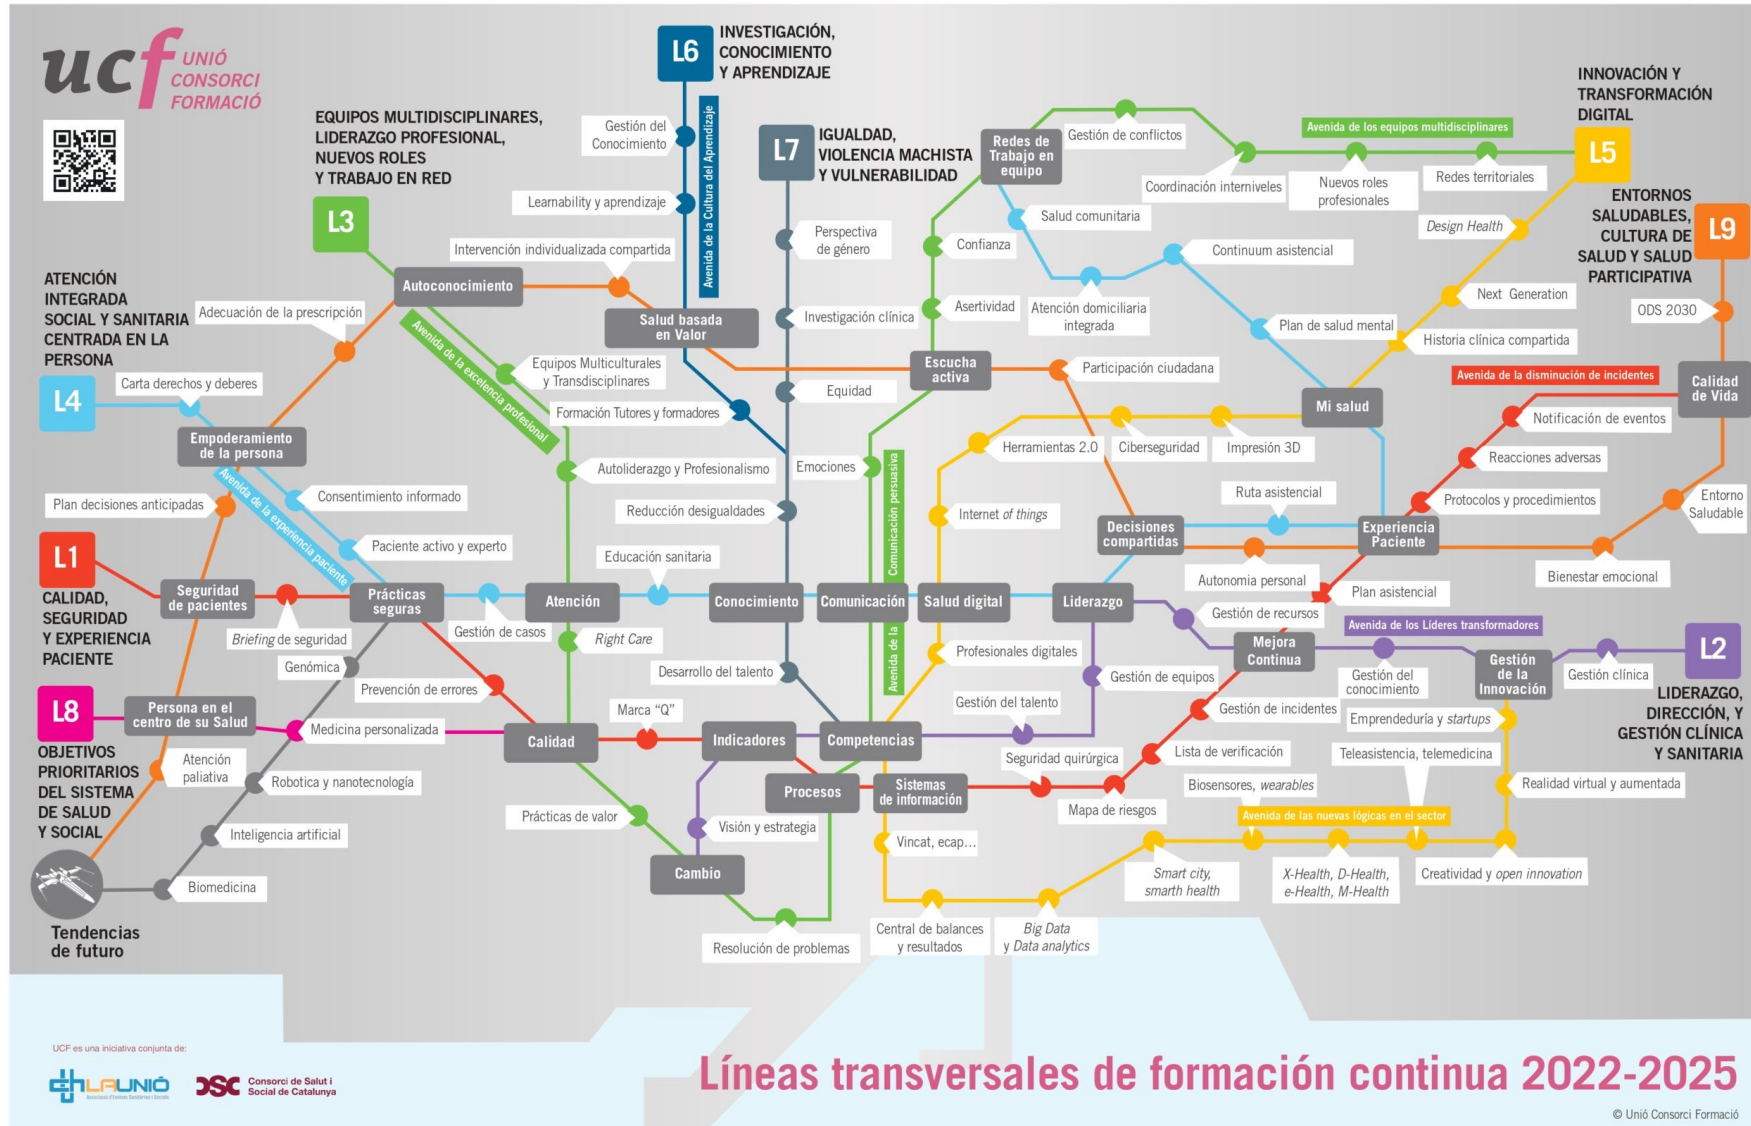 ucf
UNIÓ
CONSORCI
FORMACIÓ
L6
INVESTIGACIÓN,
CONOCIMIENTO
Y APRENDIZAJE
L7
IGUALDAD,
VIOLENCIA MACHISTA
Y VULNERABILIDAD
EQUIPOS MULTIDISCIPLINARES,
LIDERAZGO PROFESIONAL,
NUEVOS ROLES
Y TRABAJO EN RED
L3
INNOVACIÓN Y
TRANSFORMACIÓN
DIGITAL
L5
ENTORNOS
SALUDABLES,
CULTURA DE
SALUD Y SALUD
PARTICIPATIVA
L9
ATENCIÓN
INTEGRADA
SOCIAL Y SANITARIA
CENTRADA EN LA
PERSONA
L4
L1
CALIDAD,
SEGURIDAD
Y EXPERIENCIA
PACIENTE
L8
OBJETIVOS
PRIORITARIOS
DEL SISTEMA
DE SALUD
Y SOCIAL
L2
LIDERAZGO,
DIRECCIÓN, Y
GESTIÓN CLÍNICA
Y SANITARIA
Tendencias
de futuro
Avenida de la Cultura del Aprendizaje
Avenida de los equipos multidisciplinares
Avenida de la excelencia profesional
Avenida de la experiencia paciente
Avenida de la Comunicación persuasiva
Avenida de la disminución de incidentes
Avenida de los Líderes transformadores
Avenida de las nuevas lógicas en el sector
Gestión del
Conocimiento
Learnability y aprendizaje
Intervención individualizada compartida
Adecuación de la prescripción
Autoconocimiento
Salud basada
en Valor
Equipos Multiculturales
y Transdisciplinares
Formación Tutores y formadores
Perspectiva
de género
Investigación clínica
Equidad
Redes de
Trabajo en
equipo
Gestión de conflictos
Coordinación interniveles
Nuevos roles
profesionales
Redes territoriales
Design Health
Salud comunitaria
Confianza
Continuum asistencial
Asertividad
Atención domiciliaria
integrada
Plan de salud mental
Next Generation
Historia clínica compartida
ODS 2030
Escucha
activa
Participación ciudadana
Mi salud
Calidad
de Vida
Carta derechos y deberes
Empoderamiento
de la persona
Plan decisiones anticipadas
Consentimiento informado
Paciente activo y experto
Autoliderazgo y Profesionalismo
Emociones
Reducción desigualdades
Educación sanitaria
Herramientas 2.0
Ciberseguridad
Impresión 3D
Internet of things
Notificación de eventos
Reacciones adversas
Protocolos y procedimientos
Ruta asistencial
Entorno
Saludable
Decisiones
compartidas
Experiencia
Paciente
Autonomia personal
Plan asistencial
Bienestar emocional
Seguridad
de pacientes
Prácticas
seguras
Atención
Conocimiento
Comunicación
Salud digital
Liderazgo
Briefing de seguridad
Gestión de casos
Right Care
Genómica
Prevención de errores
Desarrollo del talento
Profesionales digitales
Gestión de recursos
Mejora
Continua
Gestión de equipos
Gestión del
conocimiento
Gestión
de la
Innovación
Gestión clínica
Persona en el
centro de su Salud
Medicina personalizada
Calidad
Marca “Q”
Indicadores
Competencias
Gestión del talento
Gestión de incidentes
Emprendeduría y startups
Atención
paliativa
Robotica y nanotecnología
Procesos
Sistemas
de información
Seguridad quirúrgica
Lista de verificación
Teleasistencia, telemedicina
Biosensores, wearables
Realidad virtual y aumentada
Mapa de riesgos
Prácticas de valor
Visión y estrategia
Inteligencia artificial
Vincat, ecap...
Biomedicina
Cambio
Smart city,
smarth health
X-Health, D-Health,
e-Health, M-Health
Creatividad y open innovation
Resolución de problemas
Central de balances
y resultados
Big Data
y Data analytics
UCF es una iniciativa conjunta de:
LAUNIÓ
Associació d'Entitats Sanitàries i Socials
CSC
Consorci de Salut i
Social de Catalunya
Líneas transversales de formación continua 2022-2025
© Unió Consorci Formació